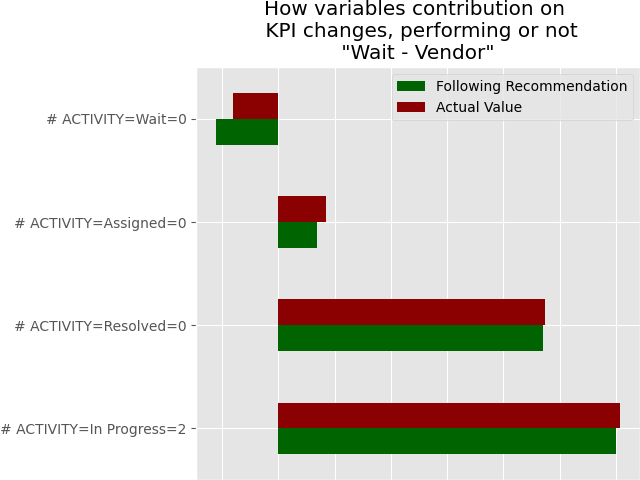 How variables contribution on
KPI changes, performing or not
"Wait - Vendor"
Following Recommendation
Actual Value
# ACTIVITY=Wait=0
# ACTIVITY=Assigned=0
# ACTIVITY=Resolved=0
# ACTIVITY=In Progress=2